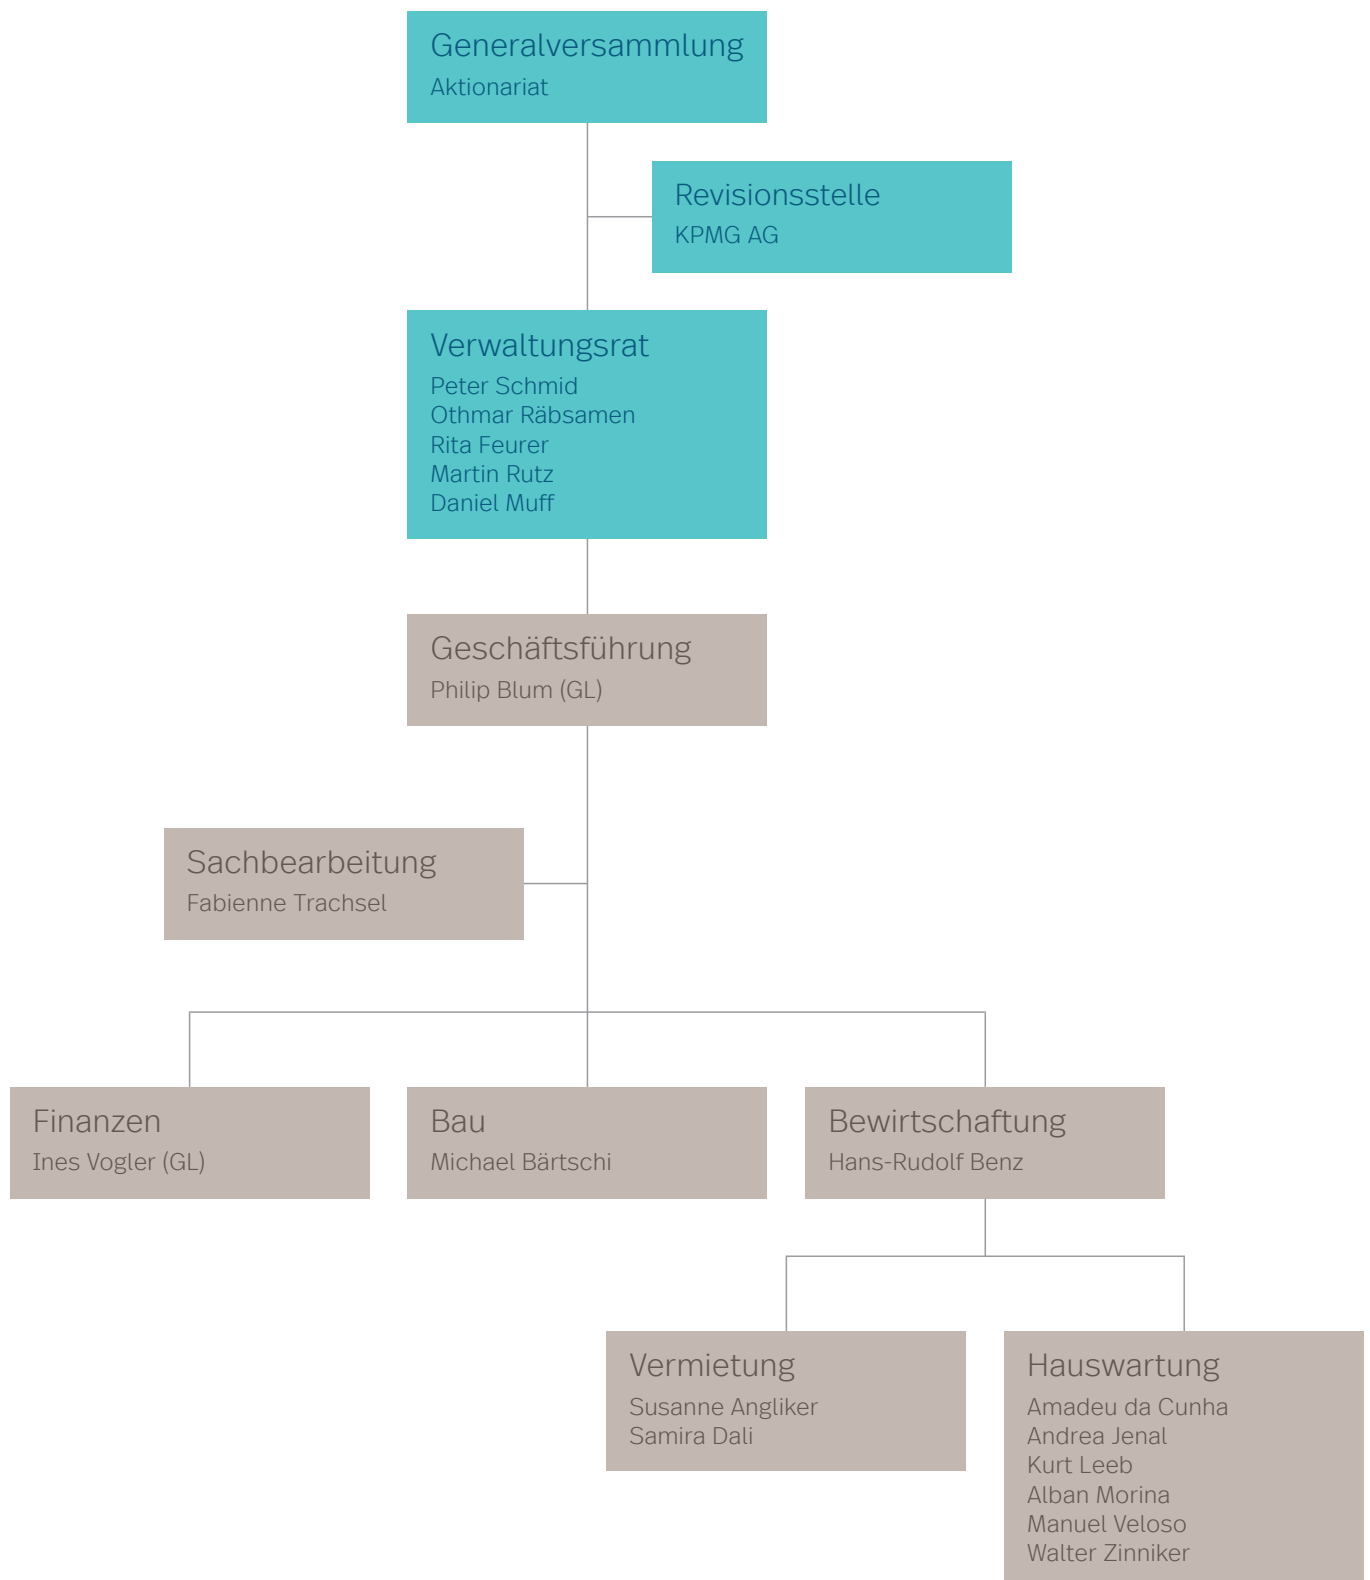 Generalversammlung
Aktionariat
Revisionsstelle
KPMG AG
Verwaltungsrat
Peter Schmid
Othmar Räbsamen
Rita Feurer
Martin Rutz
Daniel Muff
Geschäftsführung
Philip Blum (GL)
Sachbearbeitung
Fabienne Trachsel
Finanzen
Ines Vogler (GL)
Bau
Michael Bärtschi
Bewirtschaftung
Hans-Rudolf Benz
Vermietung
Susanne Angliker
Samira Dali
Hauswartung
Amadeu da Cunha
Andrea Jenal
Kurt Leeb
Alban Morina
Manuel Veloso
Walter Zinniker